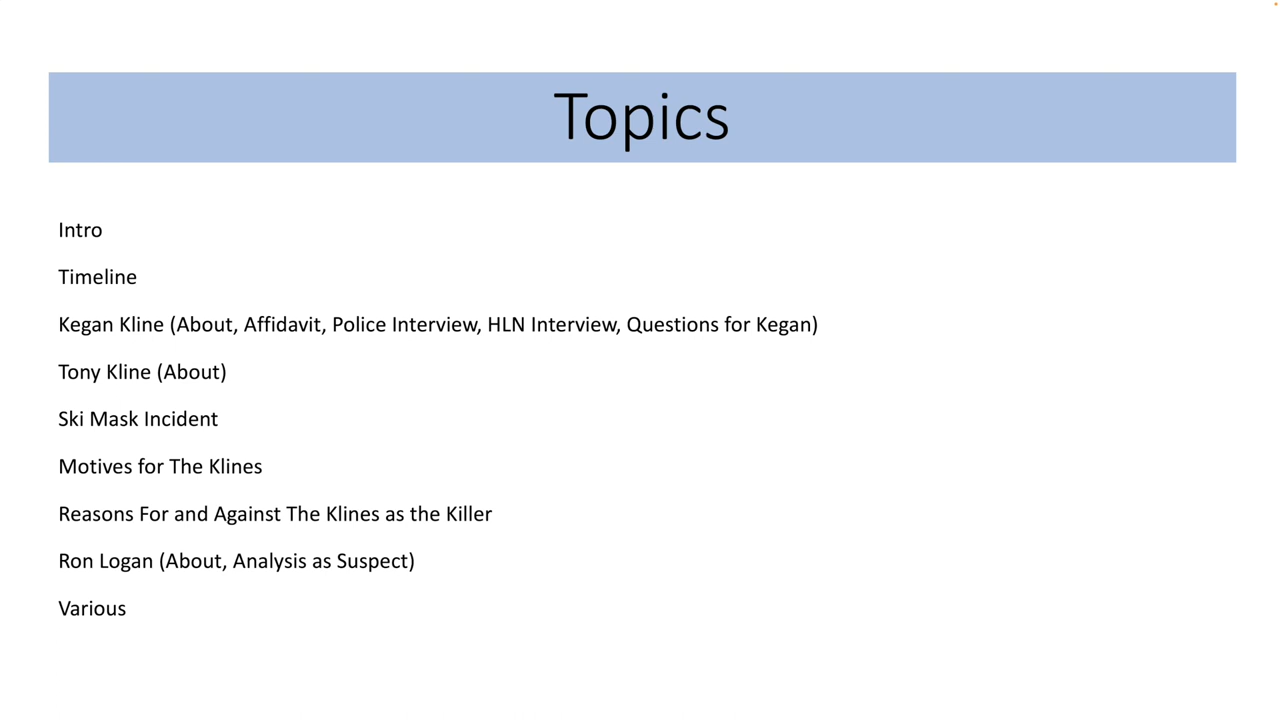 Topics
Intro
Timeline
Kegan Kline (About, Affidavit, Police Interview, HLN Interview, Questions for Kegan)
Tony Kline (About)
Ski Mask Incident
Motives for The Klines
Reasons For and Against The Klines as the Killer
Ron Logan (About, Analysis as Suspect)
Various